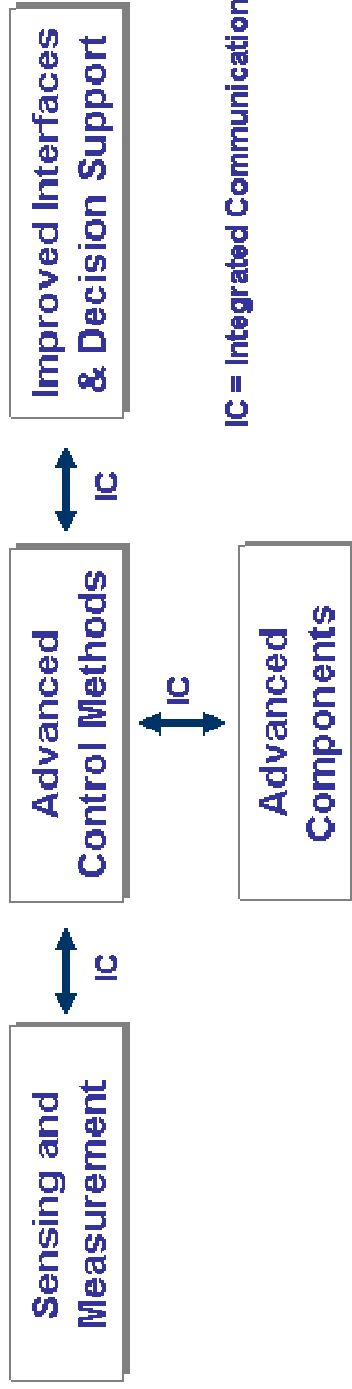 Sensing and
Measurement
IC
Advanced
Control Methods
IC
Improved Interfaces
& Decision Support
IC
Advanced
Components
IC = Integrated Communication